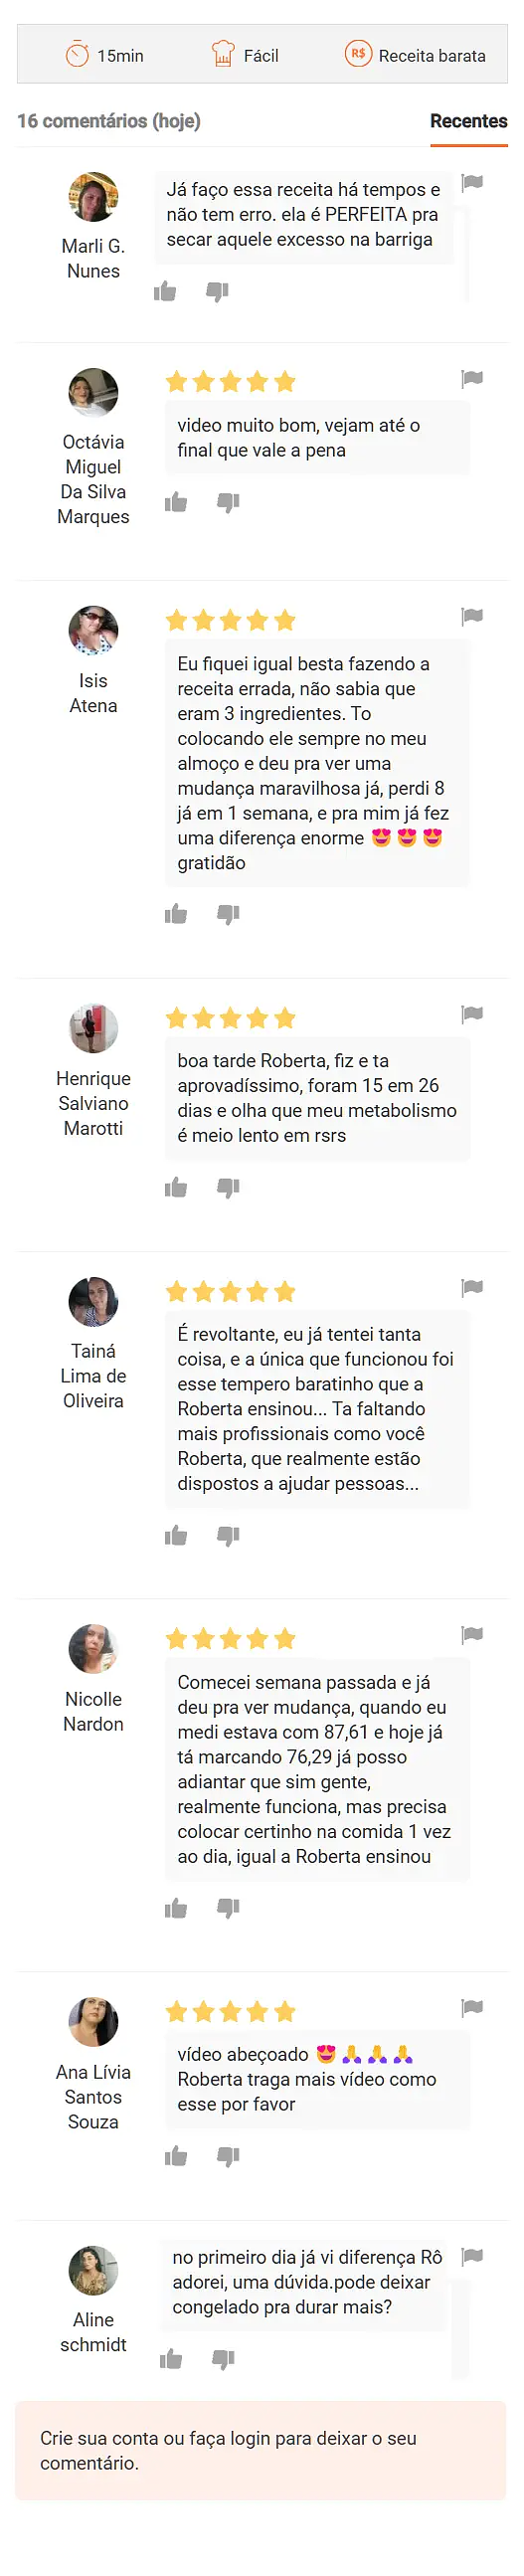 15min
Fácil
R$ Receita barata
16 comentários (hoje)
Recentes
Marli G.
Nunes
Já faço essa receita há tempos e
não tem erro. ela é PERFEITA pra
secar aquele excesso na barriga
Octávia
Miguel
Da Silva
Marques
video muito bom, vejam até o
final que vale a pena
Isis
Atena
Eu fiquei igual besta fazendo a
receita errada, não sabia que
eram 3 ingredientes. To
colocando ele sempre no meu
almoço e deu pra ver uma
mudança maravilhosa já, perdi 8
já em 1 semana, e pra mim já fez
uma diferença enorme 😍 😍 😍
gratidão
Henrique
Salviano
Marotti
boa tarde Roberta, fiz e ta
aprovadíssimo, foram 15 em 26
dias e olha que meu metabolismo
é meio lento em rsrs
Tainá
Lima de
Oliveira
É revoltante, eu já tentei tanta
coisa, e a única que funcionou foi
esse tempero baratinho que a
Roberta ensinou... Ta faltando
mais profissionais como você
Roberta, que realmente estão
dispostos a ajudar pessoas...
Nicolle
Nardon
Comecei semana passada e já
deu pra ver mudança, quando eu
medi estava com 87,61 e hoje já
tá marcando 76,29 já posso
adiantar que sim gente,
realmente funciona, mas precisa
colocar certinho na comida 1 vez
ao dia, igual a Roberta ensinou
Ana Lívia
Santos
Souza
vídeo abeçoado 😍 🙏 🙏 🙏
Roberta traga mais vídeo como
esse por favor
Aline
schmidt
no primeiro dia já vi diferença Rô
adorei, uma dúvida.pode deixar
congelado pra durar mais?
Crie sua conta ou faça login para deixar o seu
comentário.